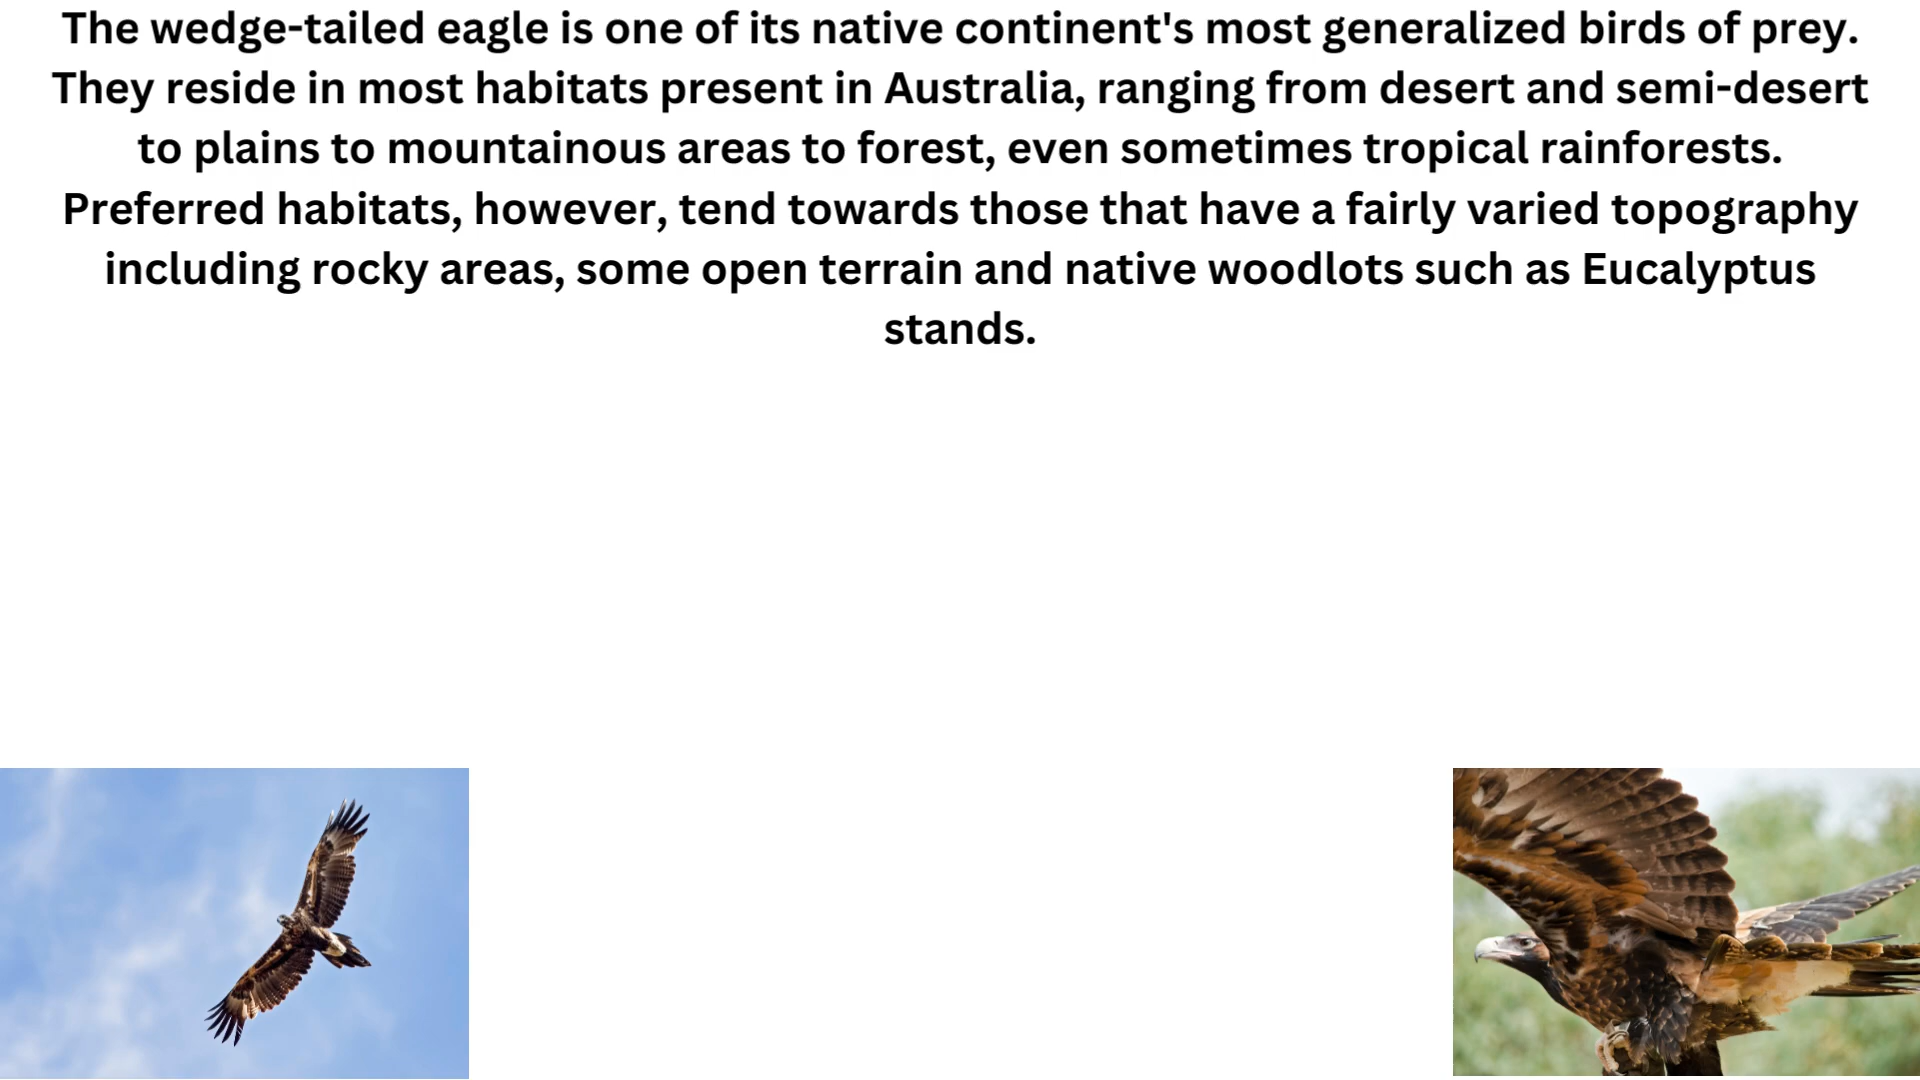 The wedge-tailed eagle is one of its native continent's most generalized birds of prey.
They reside in most habitats present in Australia, ranging from desert and semi-desert
to plains to mountainous areas to forest, even sometimes tropical rainforests.
Preferred habitats, however, tend towards those that have a fairly varied topography
including rocky areas, some open terrain and native woodlots such as Eucalyptus
stands.